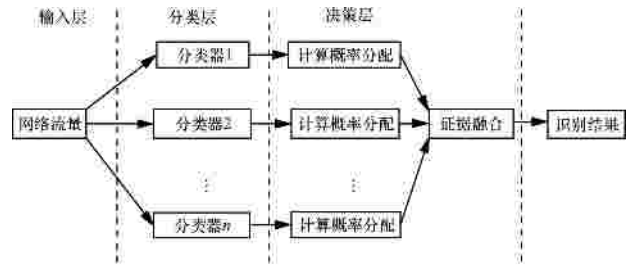 输入层 分类层 决策层
分类器1 计算概率分配
网络流量 分类器2 计算概率分配 证据融合 识别结果
⋮ ⋮
分类器n 计算概率分配